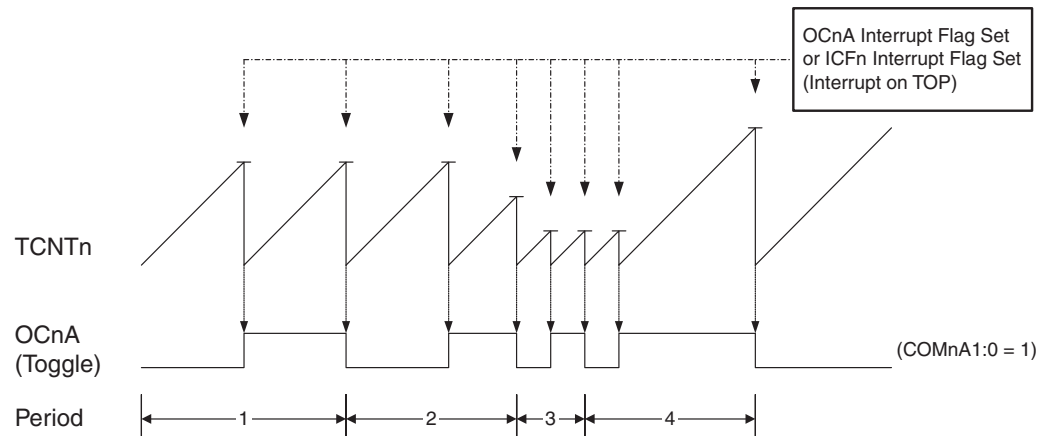 OCnA Interrupt Flag Set
or ICFn Interrupt Flag Set
(Interrupt on TOP)
TCNTn
OCnA
(Toggle)
(COMnA1:0 = 1)
Period
1
2
3
4